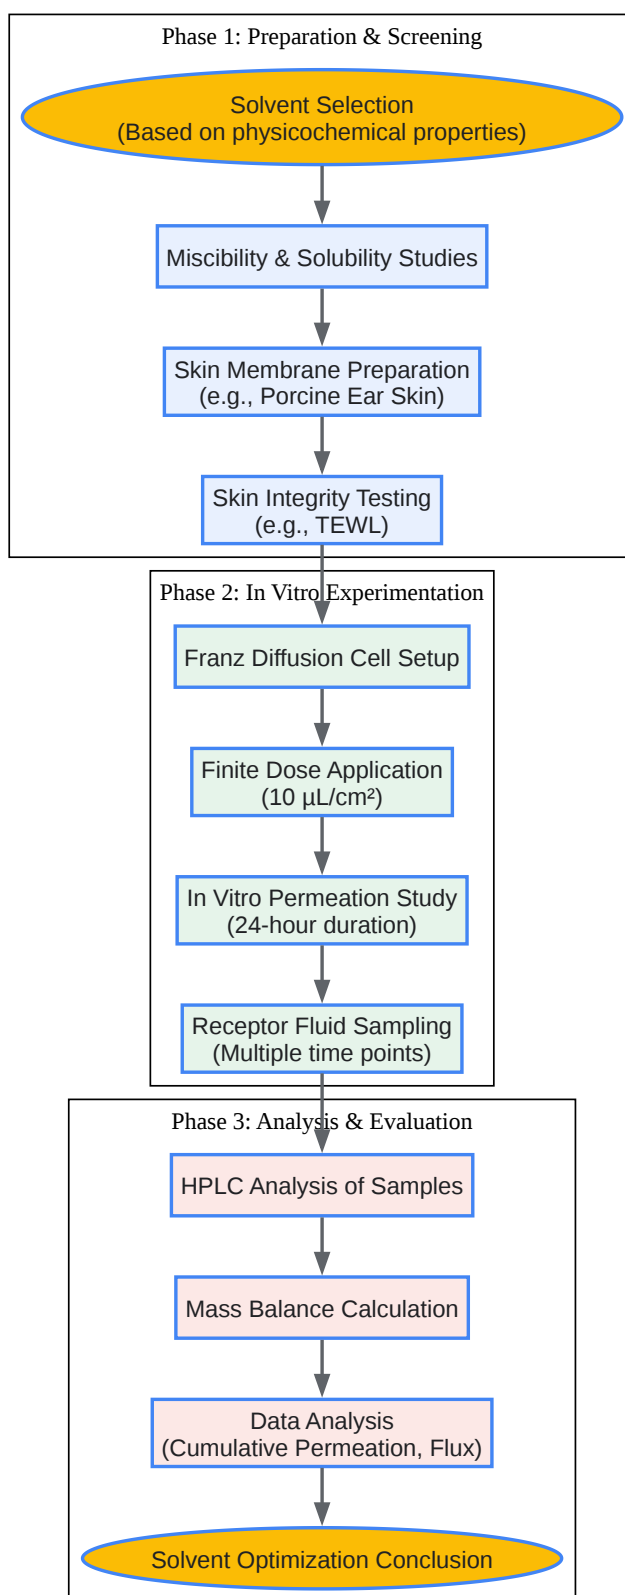 Phase 1: Preparation & Screening
Solvent Selection
(Based on physicochemical properties)
Miscibility & Solubility Studies
Skin Membrane Preparation
(e.g., Porcine Ear Skin)
Skin Integrity Testing
(e.g., TEWL)
Phase 2: In Vitro Experimentation
Franz Diffusion Cell Setup
Finite Dose Application
(10 µL/cm²)
In Vitro Permeation Study
(24-hour duration)
Receptor Fluid Sampling
(Multiple time points)
Phase 3: Analysis & Evaluation
HPLC Analysis of Samples
Mass Balance Calculation
Data Analysis
(Cumulative Permeation, Flux)
Solvent Optimization Conclusion